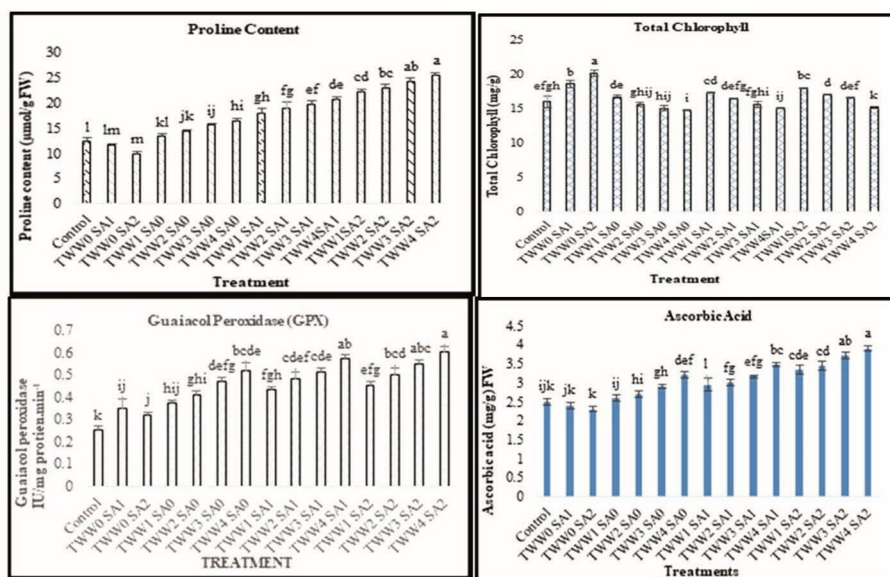 Proline Content
Proline content (µmol/gFW)
30
25
20
15
10
5
0
l lm m kl jk ij hi gh fg ef de cd bc ab a
Control TWW0 SA1 TWW0 SA2 TWW1 SA0 TWW2 SA0 TWW3 SA0 TWW4 SA0 TWW1 SA1 TWW2 SA1 TWW3 SA1 TWW4SA1 TWW1SA2 TWW2 SA2 TWW3 SA2 TWW4 SA2
Treatment
Total Chlorophyll
Total Chlorophyll (mg/g)
25
20
15
10
5
0
efgh b a de ghij hij i cd defg fghi ij bc d def k
Control TWW0 SA1 TWW0 SA2 TWW1 SA0 TWW2 SA0 TWW3 SA0 TWW4 SA0 TWW1 SA1 TWW2 SA1 TWW3 SA1 TWW4SA1 TWW1SA2 TWW2 SA2 TWW3 SA2 TWW4 SA2
Treatment
Guaiacol Peroxidase (GPX)
Guaiacol peroxidase
IU/mg protien.min⁻¹
0.7
0.6
0.5
0.4
0.3
0.2
0.1
0
k ij j hij ghi defg bcde fgh cdef cde ab efg bcd abc a
Control TWW0 SA1 TWW0 SA2 TWW1 SA0 TWW2 SA0 TWW3 SA0 TWW4 SA0 TWW1 SA1 TWW2 SA1 TWW3 SA1 TWW4 SA1 TWW1 SA2 TWW2 SA2 TWW3 SA2 TWW4 SA2
TREATMENT
Ascorbic Acid
Ascorbic acid (mg/g) FW
4.5
4
3.5
3
2.5
2
1.5
1
0.5
0
ijk jk k ij hi gh def l fg efg bc cde cd ab a
Control TWW0 SA1 TWW0 SA2 TWW1 SA0 TWW2 SA0 TWW3 SA0 TWW4 SA0 TWW1 SA1 TWW2 SA1 TWW3 SA1 TWW4 SA1 TWW1 SA2 TWW2 SA2 TWW3 SA2 TWW4 SA2
Treatments